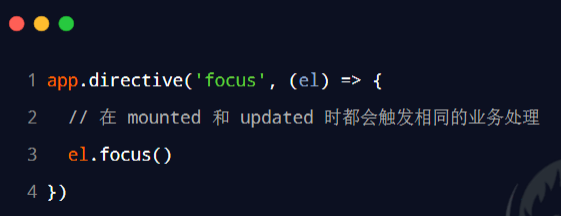 1 app.directive('focus', (el) => {
2 // 在 mounted 和 updated 时都会触发相同的业务处理
3 el.focus()
4 })